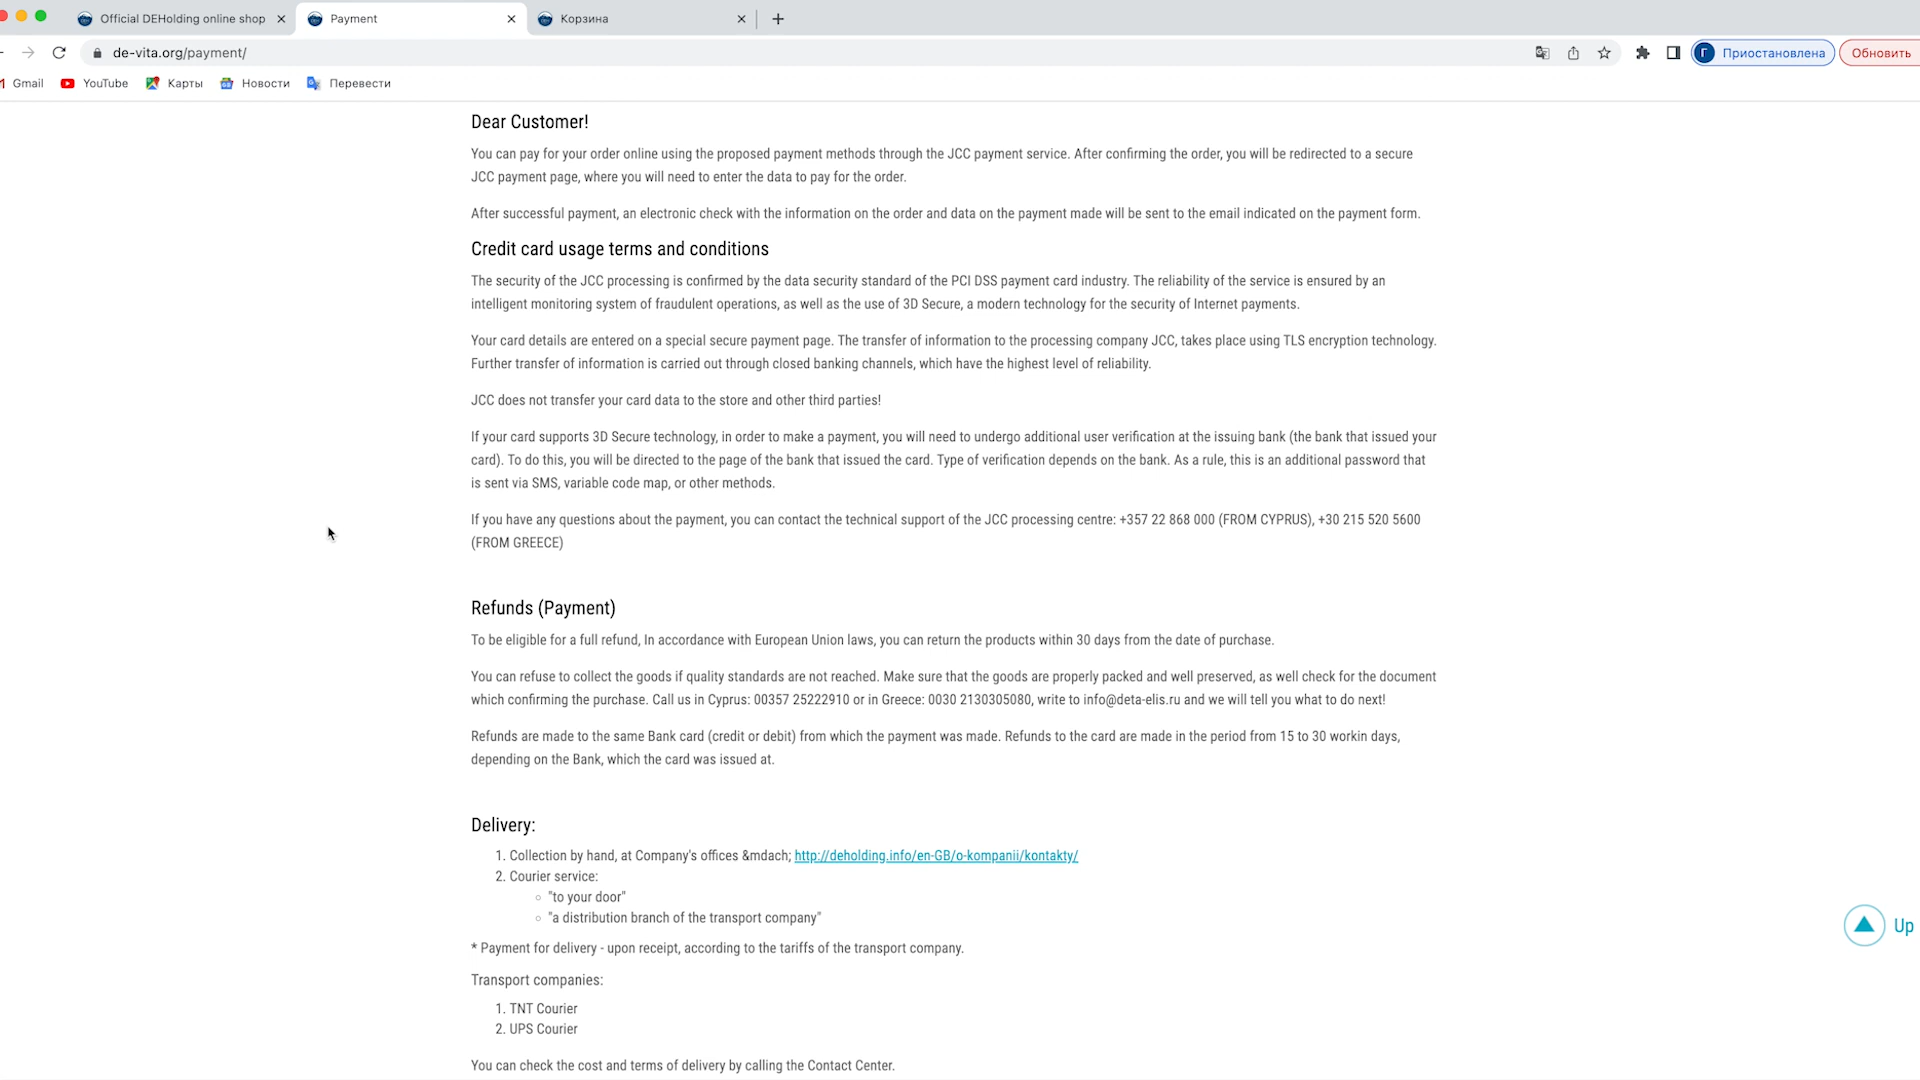 Official DEHolding online shop
Payment
Корзина
de-vita.org/payment/
Г Приостановлена
Обновить
Gmail
YouTube
Карты
Новости
Перевести
Dear Customer!
You can pay for your order online using the proposed payment methods through the JCC payment service. After confirming the order, you will be redirected to a secure
JCC payment page, where you will need to enter the data to pay for the order.
After successful payment, an electronic check with the information on the order and data on the payment made will be sent to the email indicated on the payment form.
Credit card usage terms and conditions
The security of the JCC processing is confirmed by the data security standard of the PCI DSS payment card industry. The reliability of the service is ensured by an
intelligent monitoring system of fraudulent operations, as well as the use of 3D Secure, a modern technology for the security of Internet payments.
Your card details are entered on a special secure payment page. The transfer of information to the processing company JCC, takes place using TLS encryption technology.
Further transfer of information is carried out through closed banking channels, which have the highest level of reliability.
JCC does not transfer your card data to the store and other third parties!
If your card supports 3D Secure technology, in order to make a payment, you will need to undergo additional user verification at the issuing bank (the bank that issued your
card). To do this, you will be directed to the page of the bank that issued the card. Type of verification depends on the bank. As a rule, this is an additional password that
is sent via SMS, variable code map, or other methods.
If you have any questions about the payment, you can contact the technical support of the JCC processing centre: +357 22 868 000 (FROM CYPRUS), +30 215 520 5600
(FROM GREECE)
Refunds (Payment)
To be eligible for a full refund, In accordance with European Union laws, you can return the products within 30 days from the date of purchase.
You can refuse to collect the goods if quality standards are not reached. Make sure that the goods are properly packed and well preserved, as well check for the document
which confirming the purchase. Call us in Cyprus: 00357 25222910 or in Greece: 0030 2130305080, write to info@deta-elis.ru and we will tell you what to do next!
Refunds are made to the same Bank card (credit or debit) from which the payment was made. Refunds to the card are made in the period from 15 to 30 workin days,
depending on the Bank, which the card was issued at.
Delivery:
1. Collection by hand, at Company's offices &mdach; http://deholding.info/en-GB/o-kompanii/kontakty/
2. Courier service:
"to your door"
"a distribution branch of the transport company"
* Payment for delivery - upon receipt, according to the tariffs of the transport company.
Up
Transport companies:
1. TNT Courier
2. UPS Courier
You can check the cost and terms of delivery by calling the Contact Center.